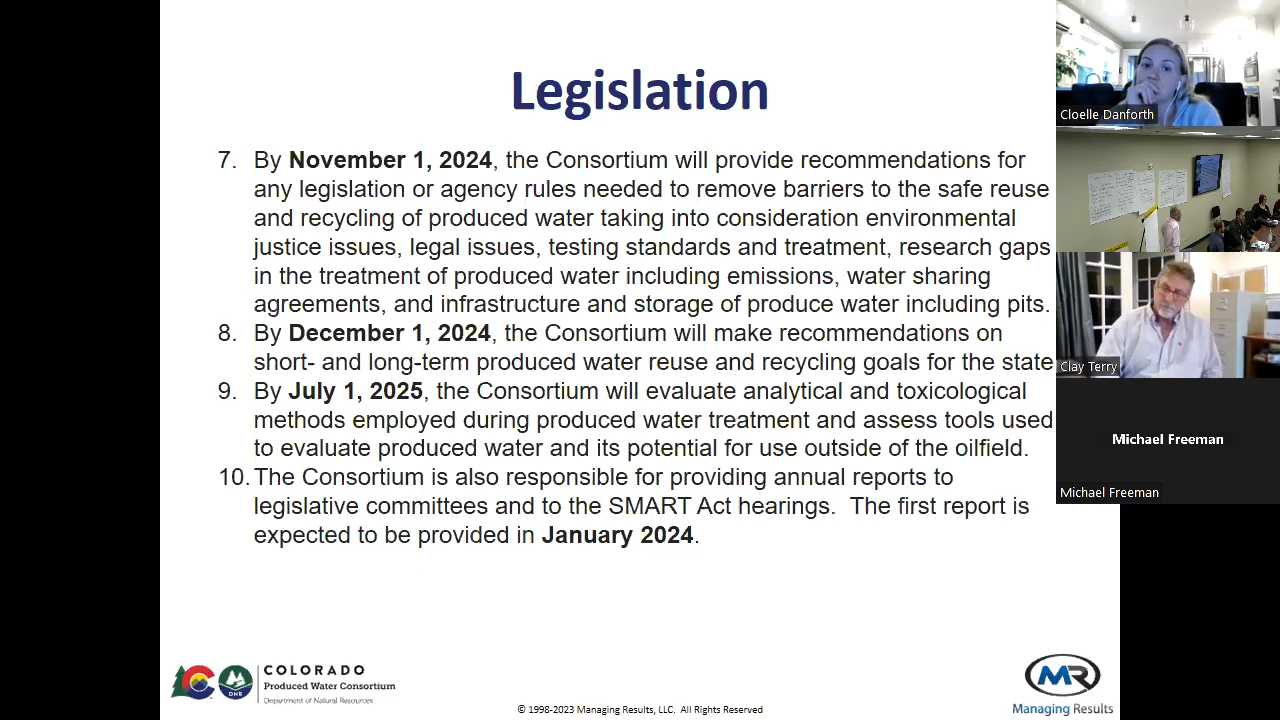 Legislation
7. By November 1, 2024, the Consortium will provide recommendations for
any legislation or agency rules needed to remove barriers to the safe reuse
and recycling of produced water taking into consideration environmental
justice issues, legal issues, testing standards and treatment, research gaps
in the treatment of produced water including emissions, water sharing
agreements, and infrastructure and storage of produce water including pits.
8. By December 1, 2024, the Consortium will make recommendations on
short- and long-term produced water reuse and recycling goals for the state
9. By July 1, 2025, the Consortium will evaluate analytical and toxicological
methods employed during produced water treatment and assess tools used
to evaluate produced water and its potential for use outside of the oilfield.
10. The Consortium is also responsible for providing annual reports to
legislative committees and to the SMART Act hearings.  The first report is
expected to be provided in January 2024.
C
DNR
COLORADO
Produced Water Consortium
Department of Natural Resources
© 1998-2023 Managing Results, LLC.  All Rights Reserved
MR
Managing Results
Cloelle Danforth
Clay Terry
Michael Freeman
Michael Freeman